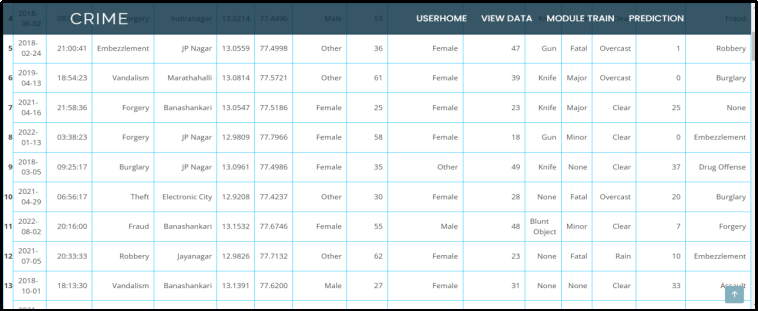 CRIME USERHOME VIEW DATA MODULE TRAIN PREDICTION
4 2018-06-02 Forgery Indiranagar 13.0214 77.4496 Male 53 Fraud
5 2018-02-24 21:00:41 Embezzlement JP Nagar 13.0559 77.4998 Other 36 Female 47 Gun Fatal Overcast 1 Robbery
6 2019-04-13 18:54:23 Vandalism Marathahalli 13.0814 77.5721 Other 61 Female 39 Knife Major Overcast 0 Burglary
7 2021-04-16 21:58:36 Forgery Banashankari 13.0547 77.5186 Female 25 Female 23 Knife Major Clear 25 None
8 2022-01-13 03:38:23 Forgery JP Nagar 12.9809 77.7966 Female 58 Female 18 Gun Minor Clear 0 Embezzlement
9 2018-03-05 09:25:17 Burglary JP Nagar 13.0961 77.4986 Female 35 Other 49 Knife None Clear 37 Drug Offense
10 2021-04-29 06:56:17 Theft Electronic City 12.9208 77.4237 Other 30 Female 28 None Fatal Overcast 20 Burglary
11 2022-08-02 20:16:00 Fraud Banashankari 13.1532 77.6746 Female 55 Male 48 Blunt Object Minor Clear 7 Forgery
12 2021-07-05 20:33:33 Robbery Jayanagar 12.9826 77.7132 Other 62 Female 23 None Fatal Rain 10 Embezzlement
13 2018-10-01 18:13:30 Vandalism Banashankari 13.1391 77.6200 Male 27 Female 31 None None Clear 33 Assault